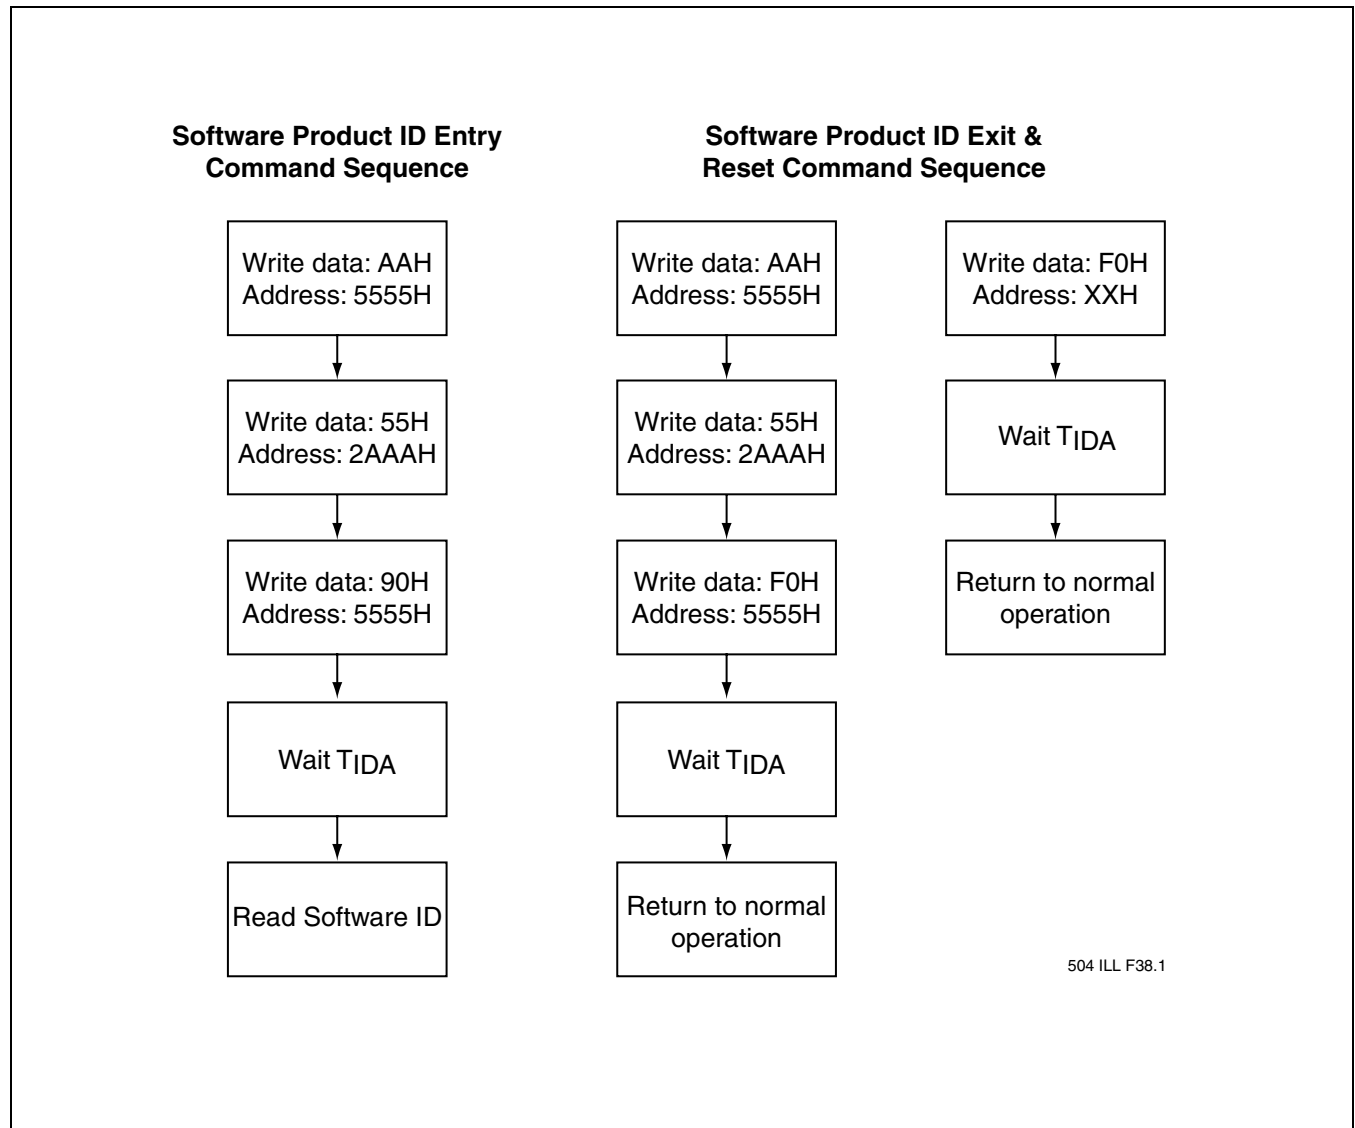 Software Product ID Entry
Command Sequence
Write data: AAH
Address: 5555H
Write data: 55H
Address: 2AAAH
Write data: 90H
Address: 5555H
Wait TIDA
Read Software ID
Software Product ID Exit &
Reset Command Sequence
Write data: AAH
Address: 5555H
Write data: 55H
Address: 2AAAH
Write data: F0H
Address: 5555H
Wait TIDA
Return to normal
operation
Write data: F0H
Address: XXH
Wait TIDA
Return to normal
operation
504 ILL F38.1